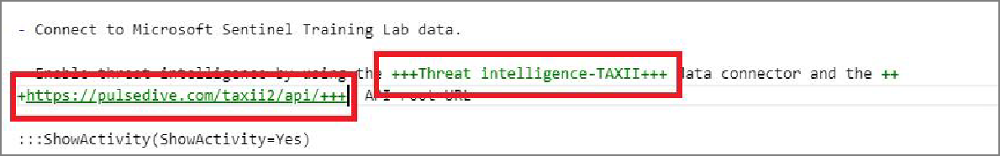 - Connect to Microsoft Sentinel Training Lab data.
Enable threat intelligence by using the +++Threat intelligence-TAXII+++ data connector and the ++
+https://pulsedive.com/taxii2/api/+++ API root URL
:::ShowActivity(ShowActivity=Yes)